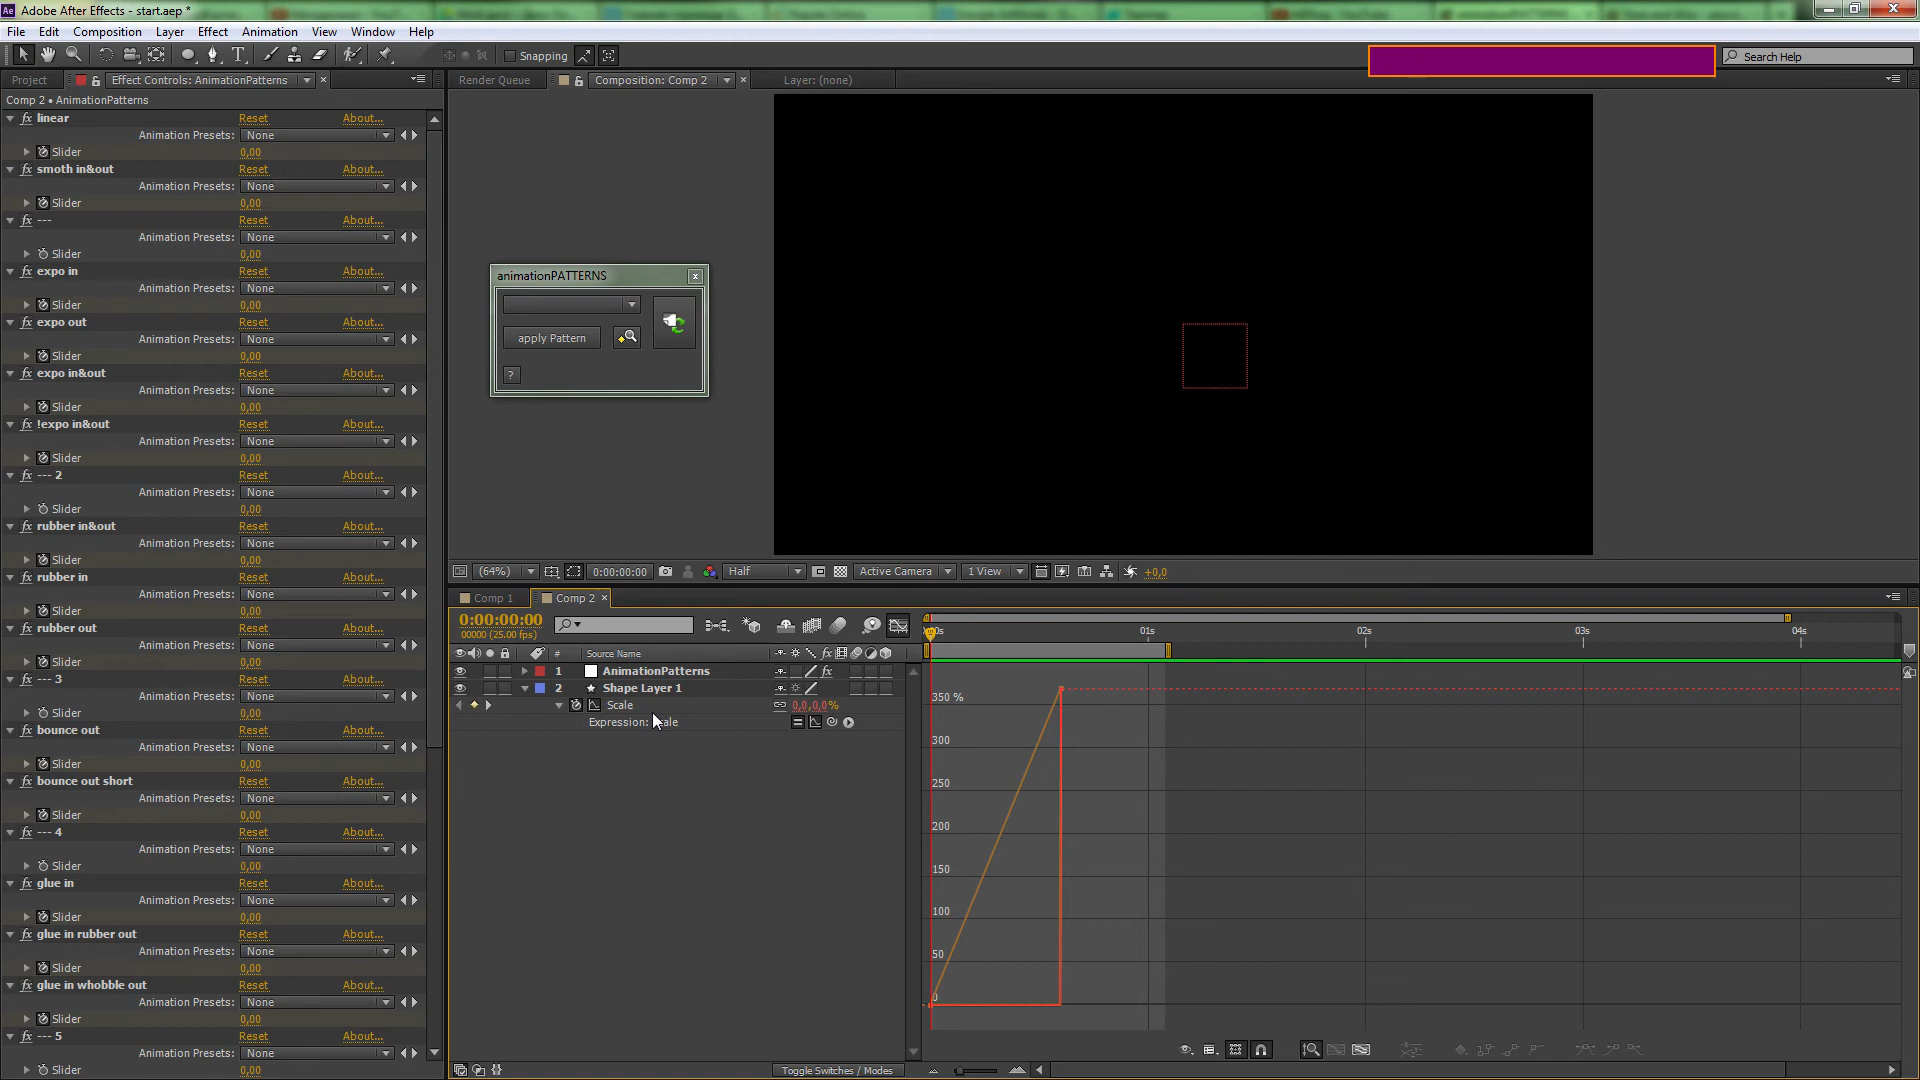 Adobe After Effects - start.aep *
File Edit Composition Layer Effect Animation View Window Help
Snapping
Search Help
Project
Effect Controls: AnimationPatterns
Render Queue
Composition: Comp 2
Layer: (none)
Comp 2 • AnimationPatterns
fx linear Reset About...
Animation Presets: None
Slider 0,00
fx smoth in&out Reset About...
Animation Presets: None
Slider 0,00
fx --- Reset About...
Animation Presets: None
Slider 0,00
fx expo in Reset About...
Animation Presets: None
Slider 0,00
fx expo out Reset About...
Animation Presets: None
Slider 0,00
fx expo in&out Reset About...
Animation Presets: None
Slider 0,00
fx !expo in&out Reset About...
Animation Presets: None
Slider 0,00
fx --- 2 Reset About...
Animation Presets: None
Slider 0,00
fx rubber in&out Reset About...
Animation Presets: None
Slider 0,00
fx rubber in Reset About...
Animation Presets: None
Slider 0,00
fx rubber out Reset About...
Animation Presets: None
Slider 0,00
fx --- 3 Reset About...
Animation Presets: None
Slider 0,00
fx bounce out Reset About...
Animation Presets: None
Slider 0,00
fx bounce out short Reset About...
Animation Presets: None
Slider 0,00
fx --- 4 Reset About...
Animation Presets: None
Slider 0,00
fx glue in Reset About...
Animation Presets: None
Slider 0,00
fx glue in rubber out Reset About...
Animation Presets: None
Slider 0,00
fx glue in whobble out Reset About...
Animation Presets: None
Slider 0,00
fx --- 5 Reset About...
Animation Presets: None
Slider 0,00
animationPATTERNS
apply Pattern
?
(64%) 0:00:00:00 Half Active Camera 1 View +0,0
Comp 1
Comp 2
0:00:00:00
00000 (25.00 fps)
# Source Name
1 AnimationPatterns
2 Shape Layer 1
Scale 0,0,0,0%
Expression: Scale
01s 02s 03s 04s
350 %
300
250
200
150
100
50
0
Toggle Switches / Modes